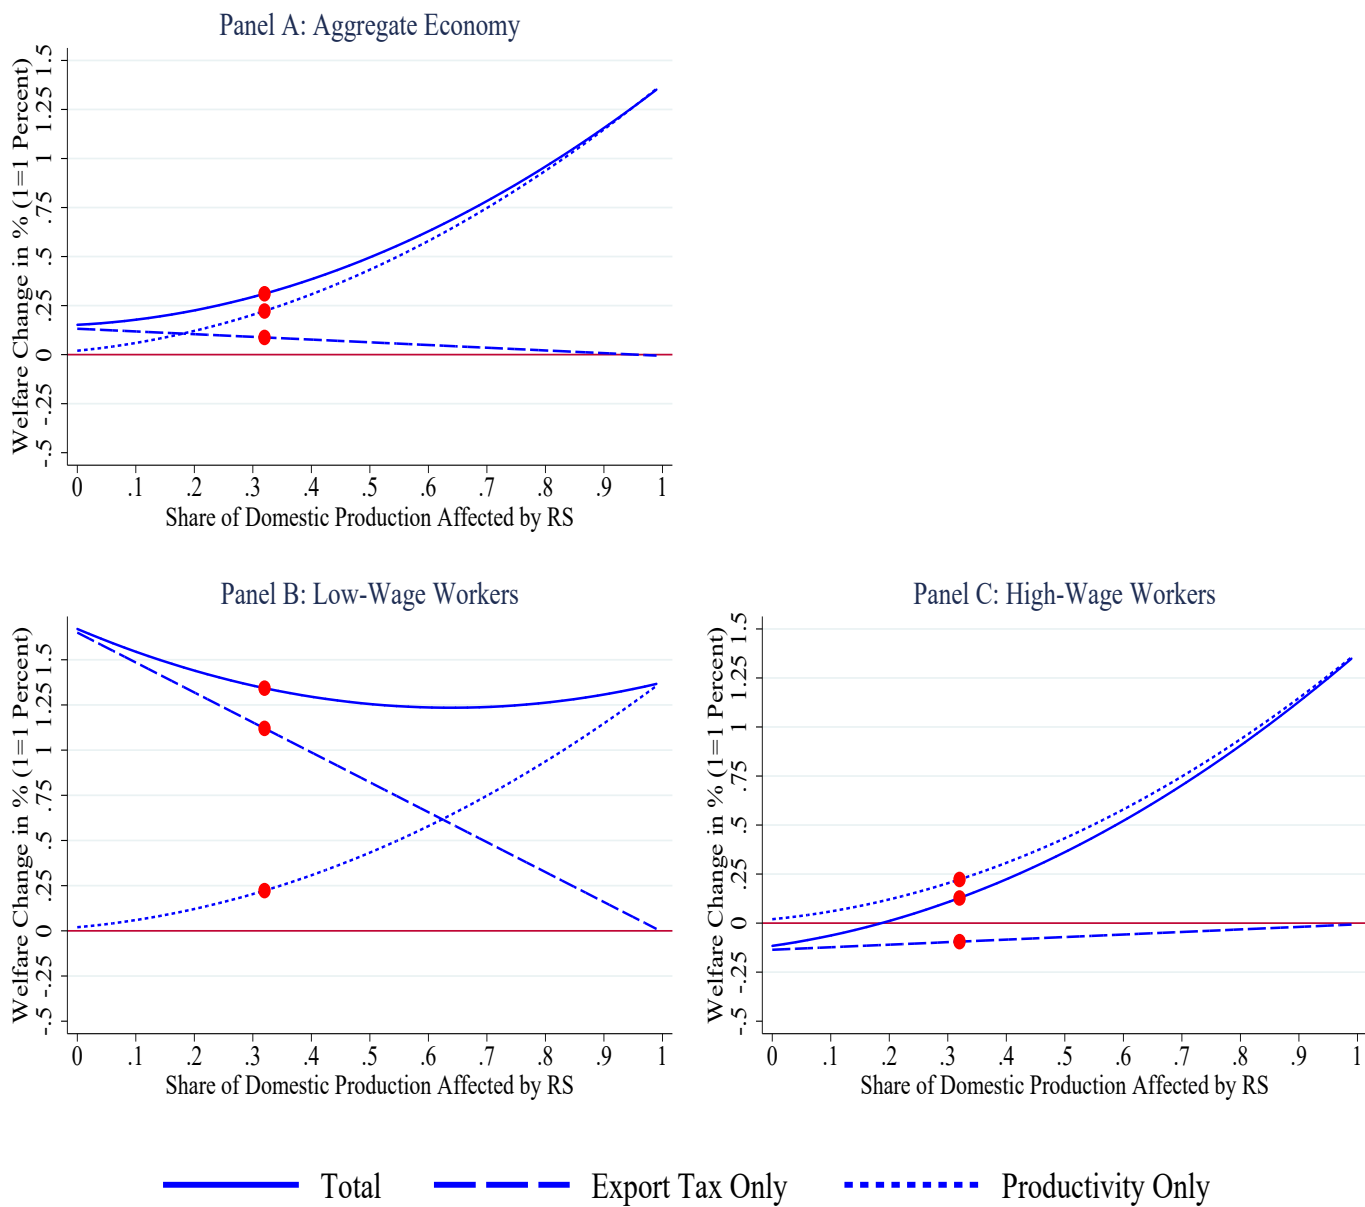 Panel A: Aggregate Economy
Welfare Change in % (1=1 Percent)
1.5
1.25
1
.75
.5
.25
0
-.25
-.5
0 .1 .2 .3 .4 .5 .6 .7 .8 .9 1
Share of Domestic Production Affected by RS
Panel B: Low-Wage Workers
Welfare Change in % (1=1 Percent)
1.5
1.25
1
.75
.5
.25
0
-.25
-.5
0 .1 .2 .3 .4 .5 .6 .7 .8 .9 1
Share of Domestic Production Affected by RS
Panel C: High-Wage Workers
Welfare Change in % (1=1 Percent)
1.5
1.25
1
.75
.5
.25
0
-.25
-.5
0 .1 .2 .3 .4 .5 .6 .7 .8 .9 1
Share of Domestic Production Affected by RS
Total Export Tax Only Productivity Only